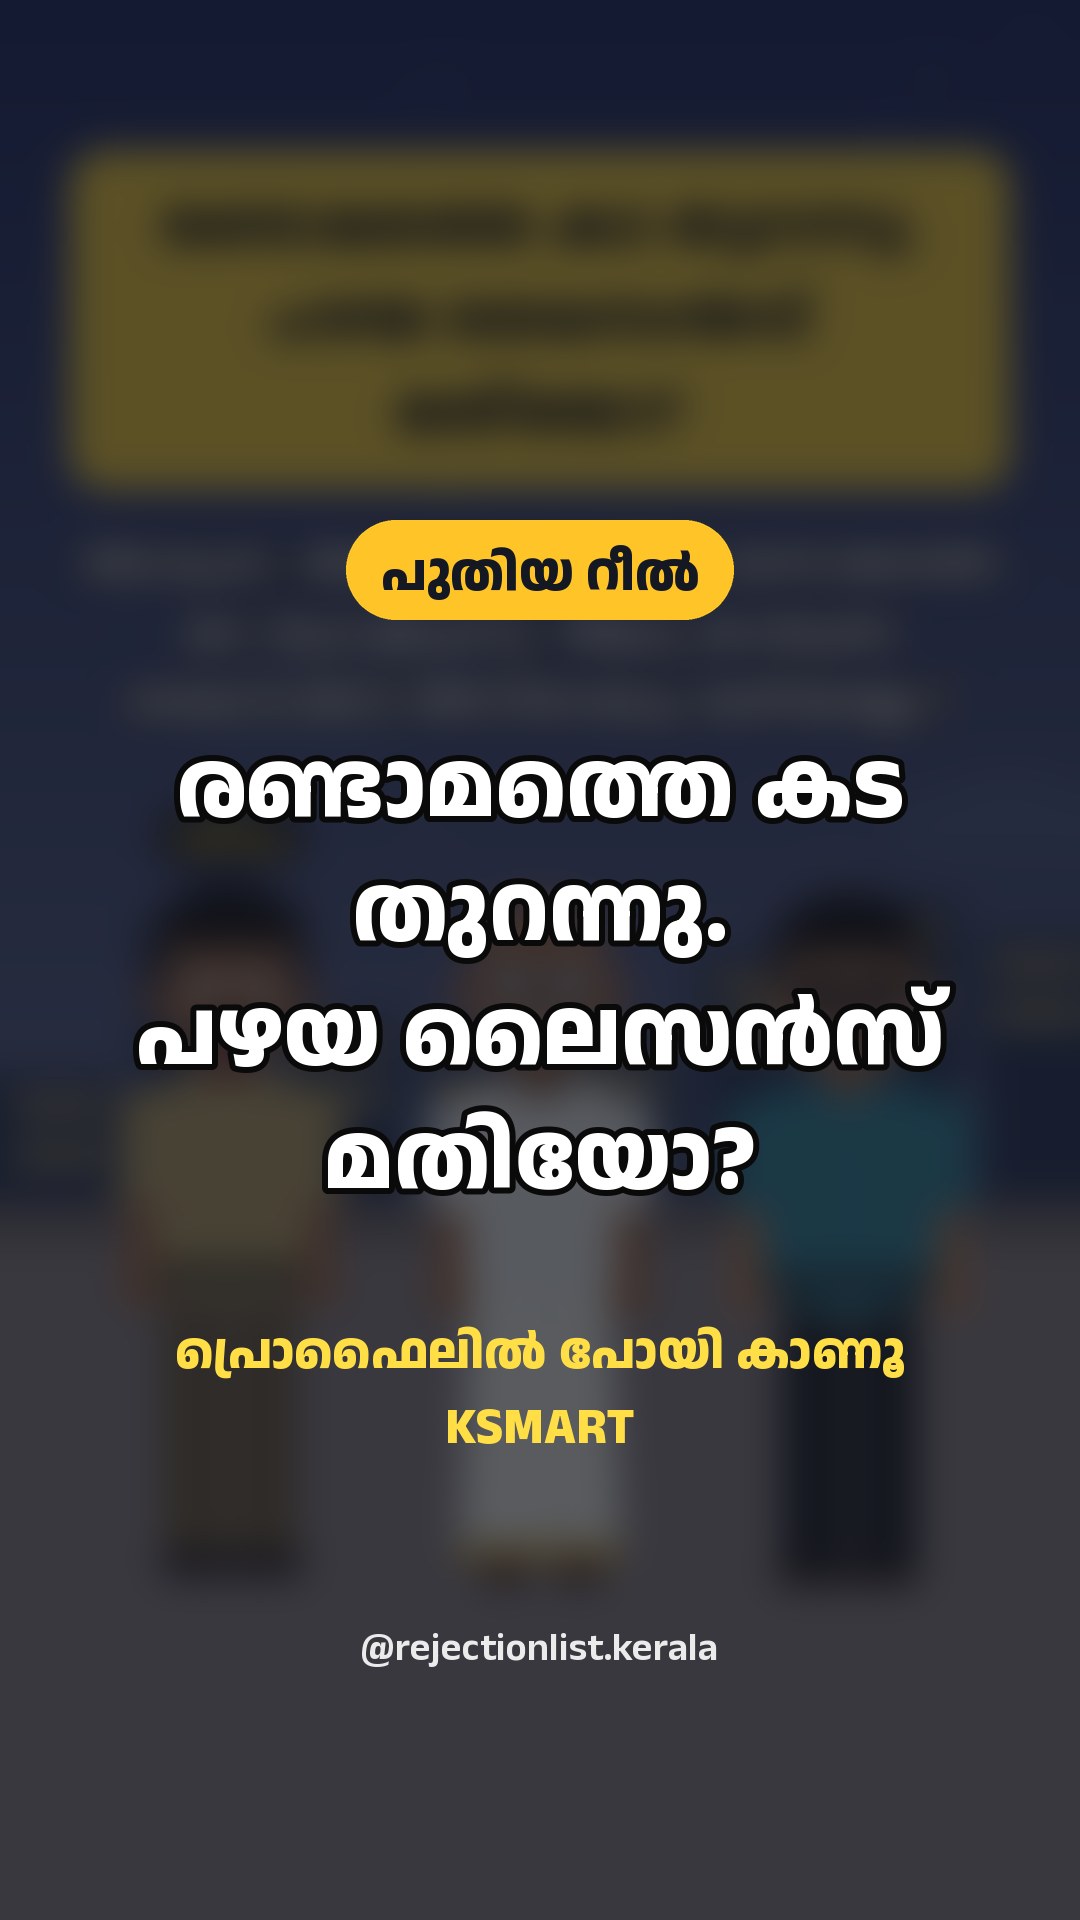 പുതിയ റീൽ
രണ്ടാമത്തെ കട
തുറന്നു.
പഴയ ലൈസൻസ്
മതിയോ?
പ്രൊഫൈലിൽ പോയി കാണൂ
KSMART
@rejectionlist.kerala